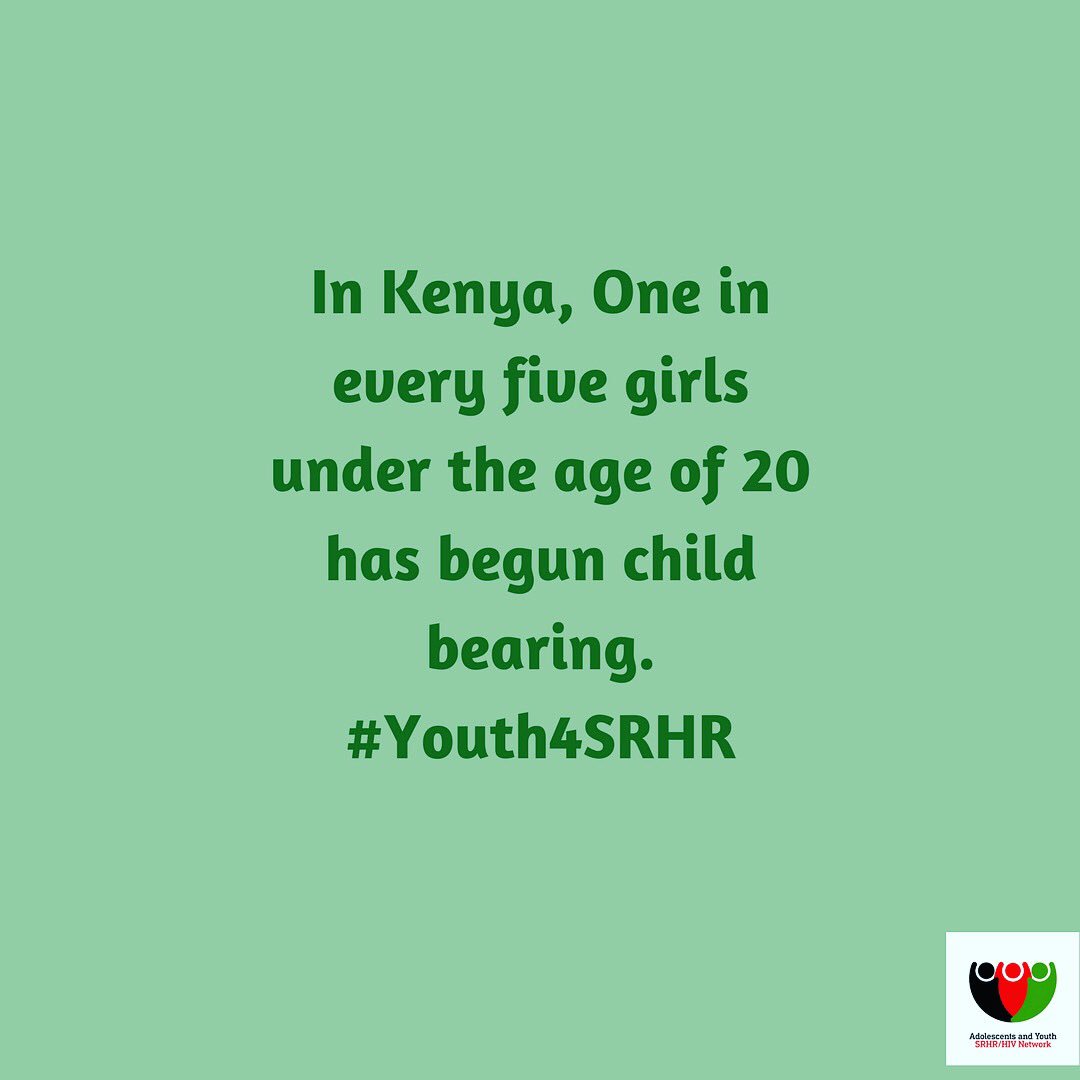 In Kenya, One in
every five girls
under the age of 20
has begun child
bearing.
#Youth4SRHR
Adolescents and Youth
SRHR/HIV Network